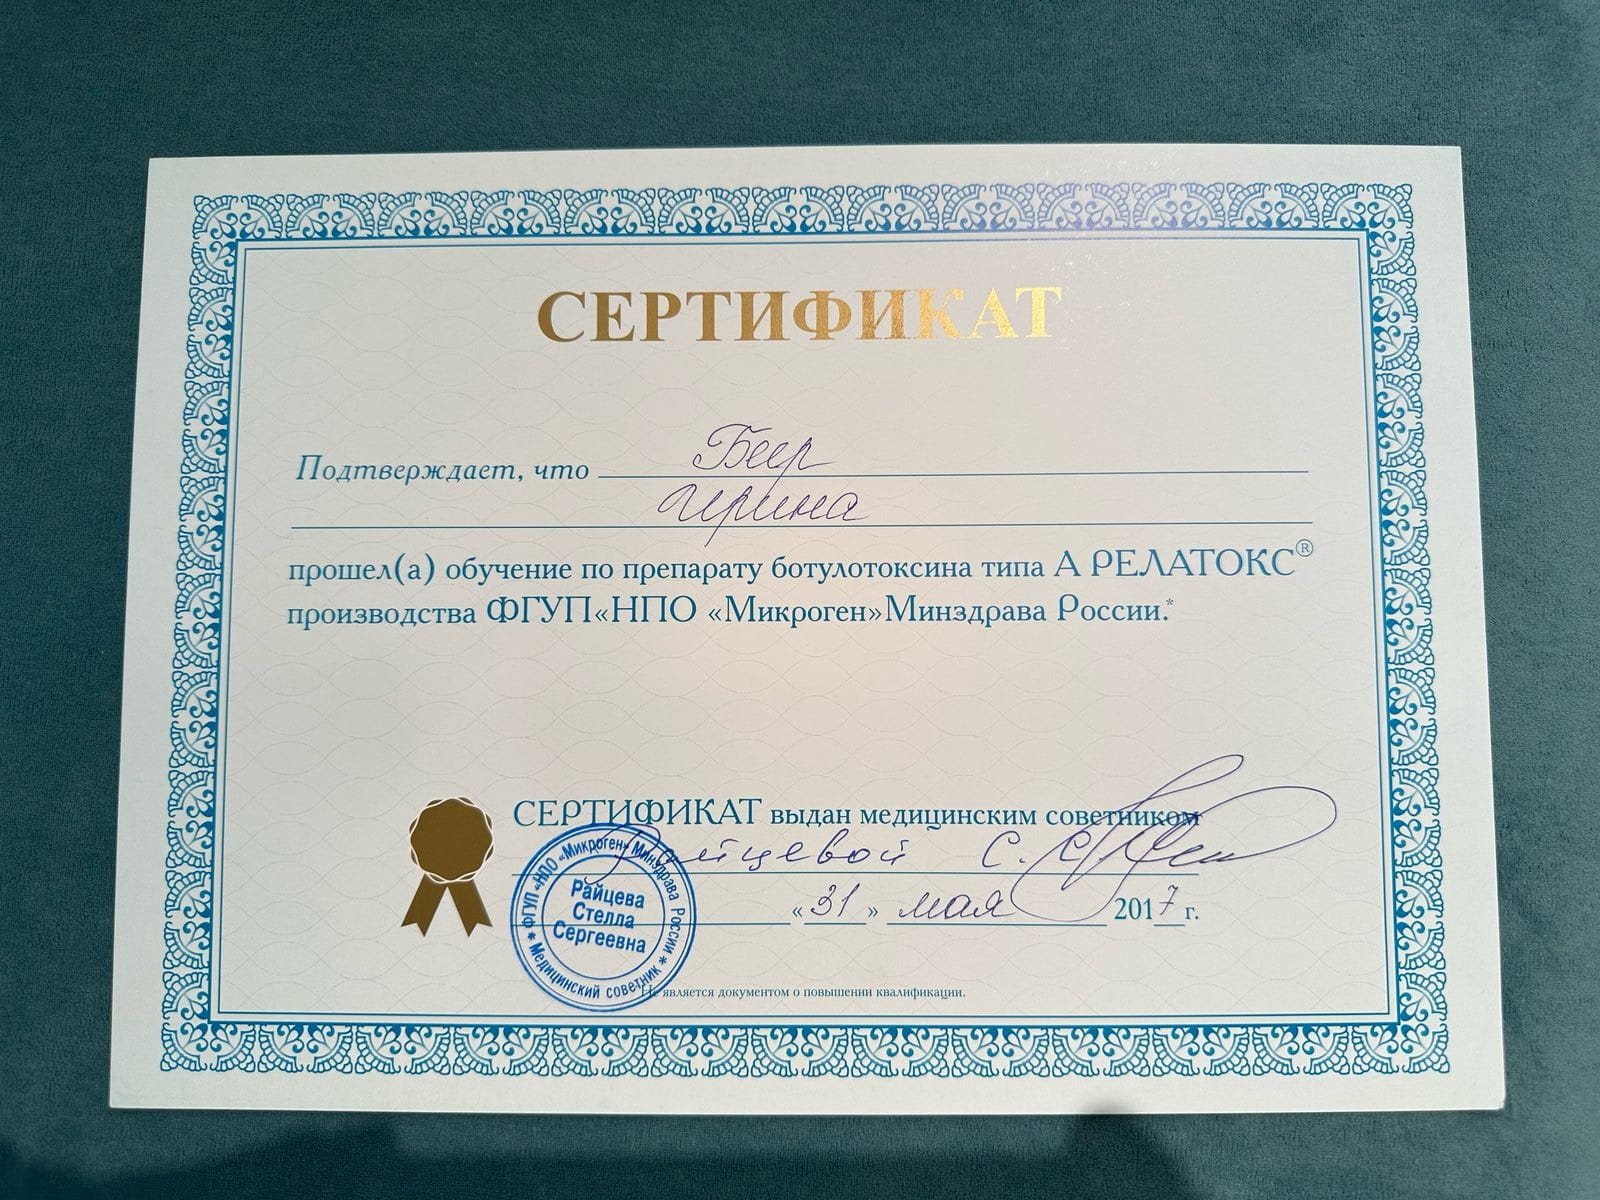 СЕРТИФИКАТ
Подтверждает, что Беер
Ирина
прошел(а) обучение по препарату ботулотоксина типа А РЕЛАТОКС®
производства ФГУП«НПО «Микроген»Минздрава России.*
СЕРТИФИКАТ выдан медицинским советником
Райцевой С. С.
«31» мая 2017 г.
ФГУП «НПО «Микроген» Минздрава России * Медицинский советник *
Райцева
Стелла
Сергеевна
Не является документом о повышении квалификации.